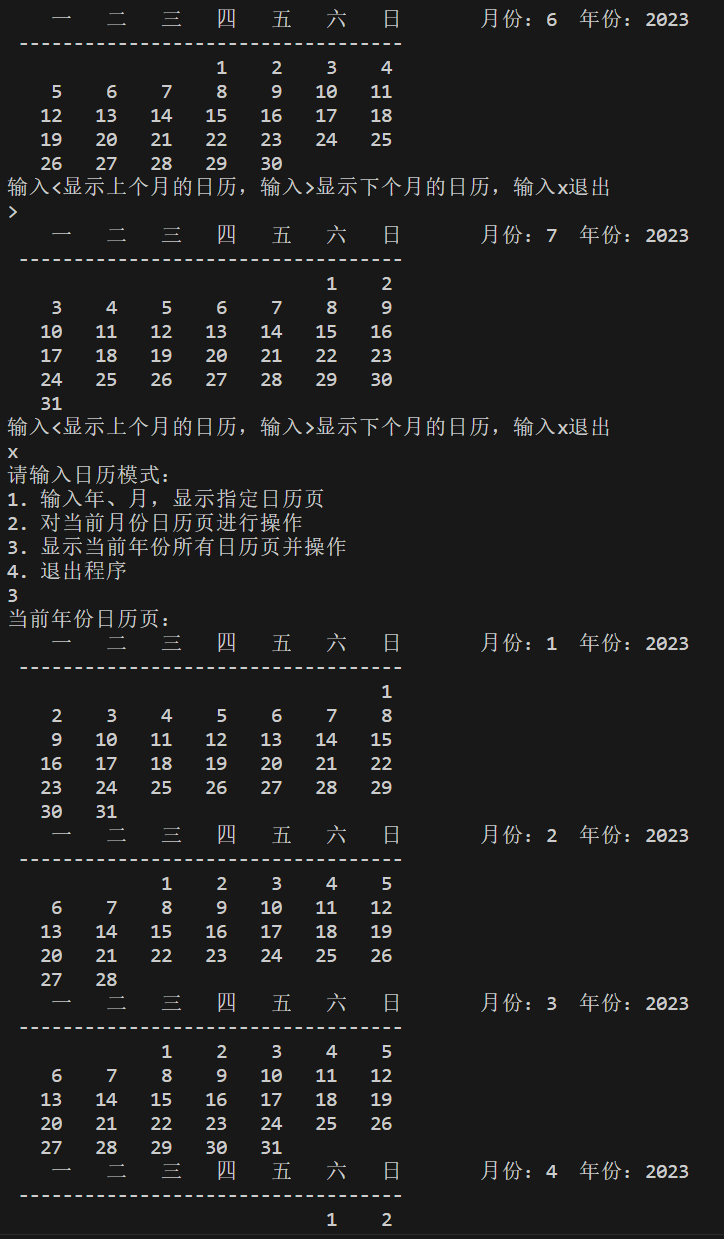 一 二 三 四 五 六 日 月份：6 年份：2023
-----------------------------------
1 2 3 4
5 6 7 8 9 10 11
12 13 14 15 16 17 18
19 20 21 22 23 24 25
26 27 28 29 30
输入<显示上个月的日历，输入>显示下个月的日历，输入x退出
>
一 二 三 四 五 六 日 月份：7 年份：2023
-----------------------------------
1 2
3 4 5 6 7 8 9
10 11 12 13 14 15 16
17 18 19 20 21 22 23
24 25 26 27 28 29 30
31
输入<显示上个月的日历，输入>显示下个月的日历，输入x退出
x
请输入日历模式：
1. 输入年、月，显示指定日历页
2. 对当前月份日历页进行操作
3. 显示当前年份所有日历页并操作
4. 退出程序
3
当前年份日历页：
一 二 三 四 五 六 日 月份：1 年份：2023
-----------------------------------
1
2 3 4 5 6 7 8
9 10 11 12 13 14 15
16 17 18 19 20 21 22
23 24 25 26 27 28 29
30 31
一 二 三 四 五 六 日 月份：2 年份：2023
-----------------------------------
1 2 3 4 5
6 7 8 9 10 11 12
13 14 15 16 17 18 19
20 21 22 23 24 25 26
27 28
一 二 三 四 五 六 日 月份：3 年份：2023
-----------------------------------
1 2 3 4 5
6 7 8 9 10 11 12
13 14 15 16 17 18 19
20 21 22 23 24 25 26
27 28 29 30 31
一 二 三 四 五 六 日 月份：4 年份：2023
-----------------------------------
1 2